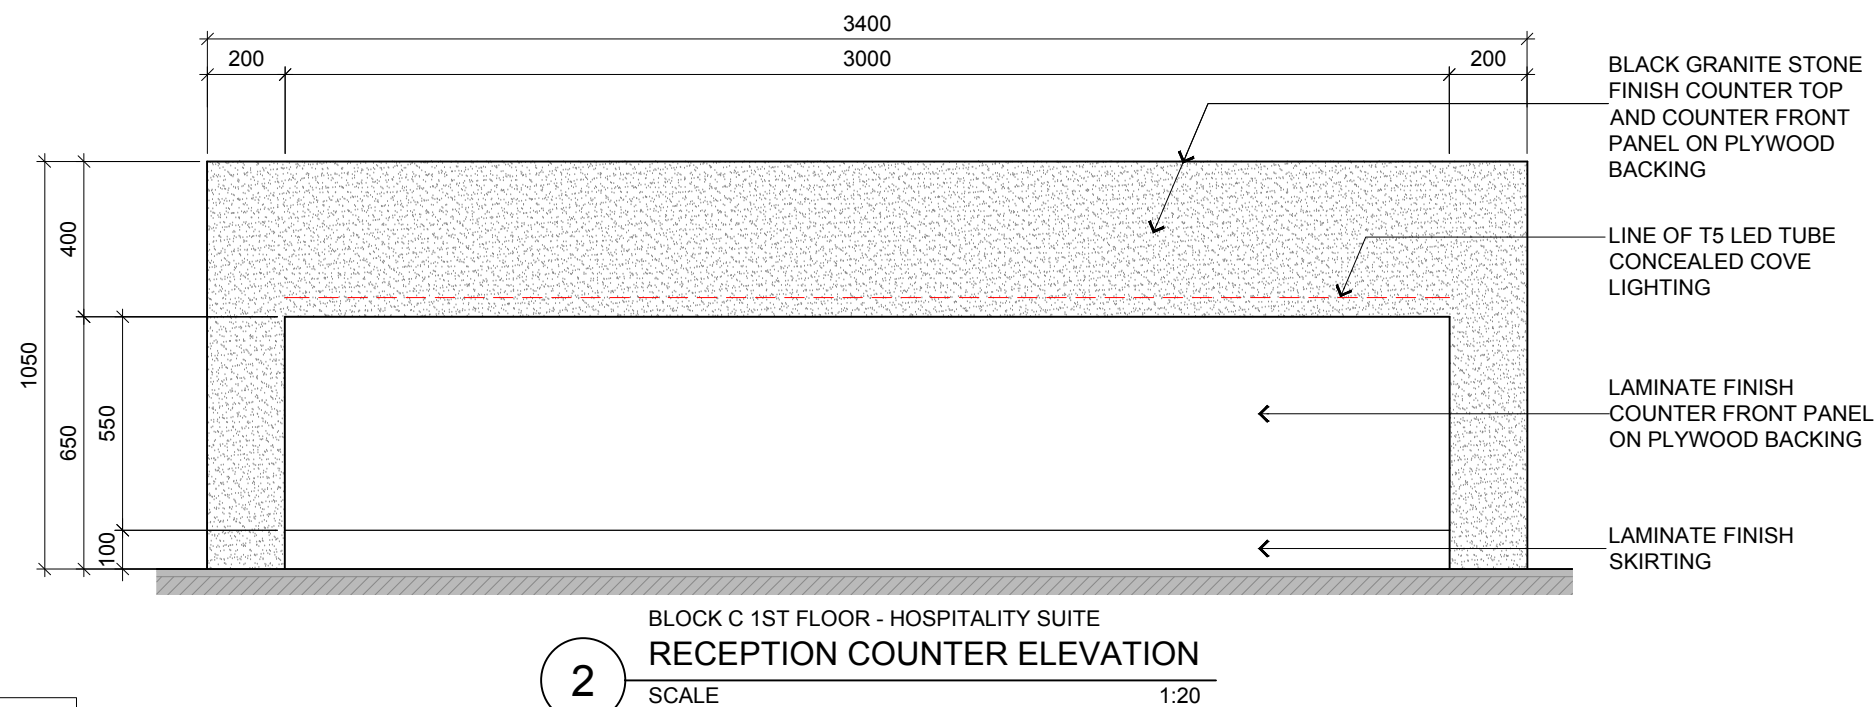 3400
200
3000
200
BLACK GRANITE STONE
FINISH COUNTER TOP
AND COUNTER FRONT
PANEL ON PLYWOOD
BACKING
400
LINE OF T5 LED TUBE
CONCEALED COVE
LIGHTING
1050
650
550
LAMINATE FINISH
COUNTER FRONT PANEL
ON PLYWOOD BACKING
100
LAMINATE FINISH
SKIRTING
BLOCK C 1ST FLOOR - HOSPITALITY SUITE
2
RECEPTION COUNTER ELEVATION
SCALE 1:20